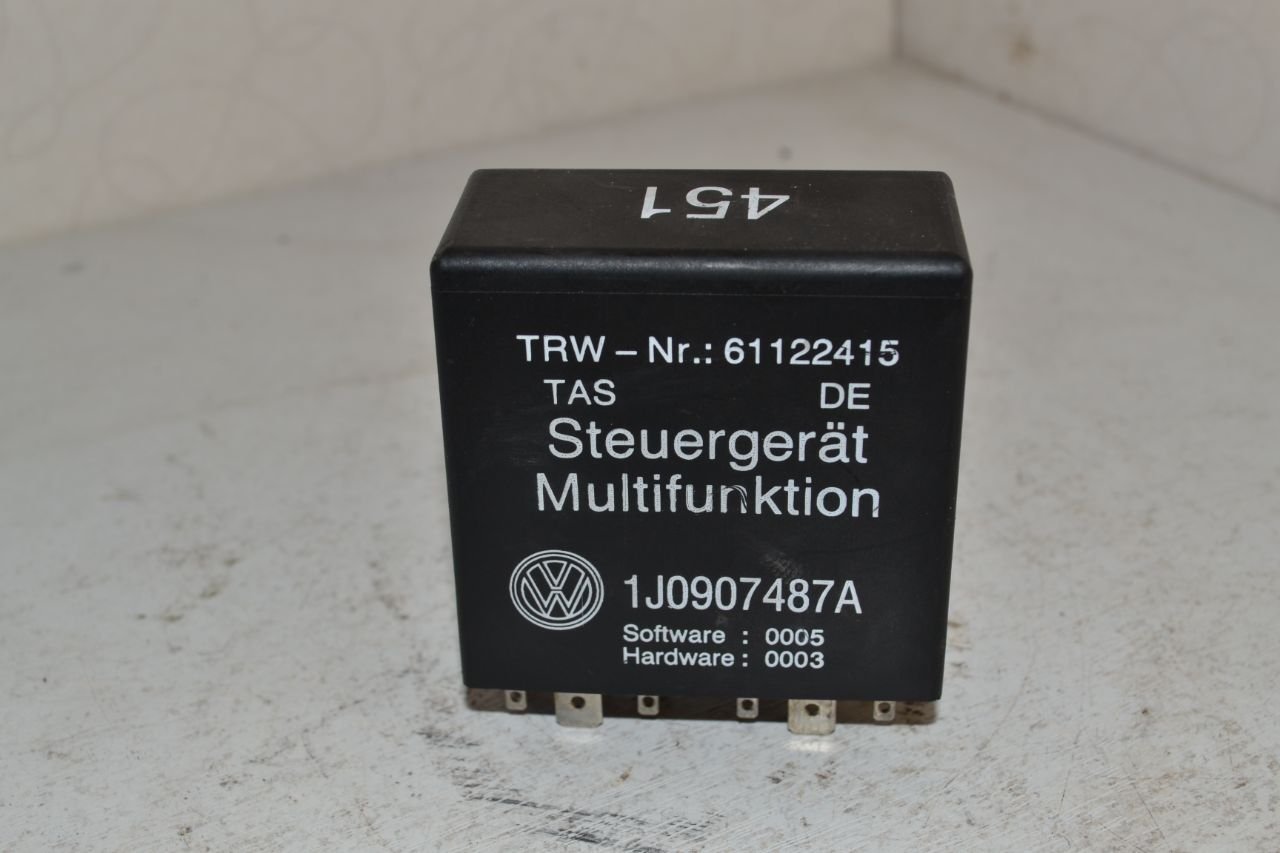 451
TRW – Nr.: 61122415
TAS DE
Steuergerät
Multifunktion
1J0907487A
Software : 0005
Hardware : 0003